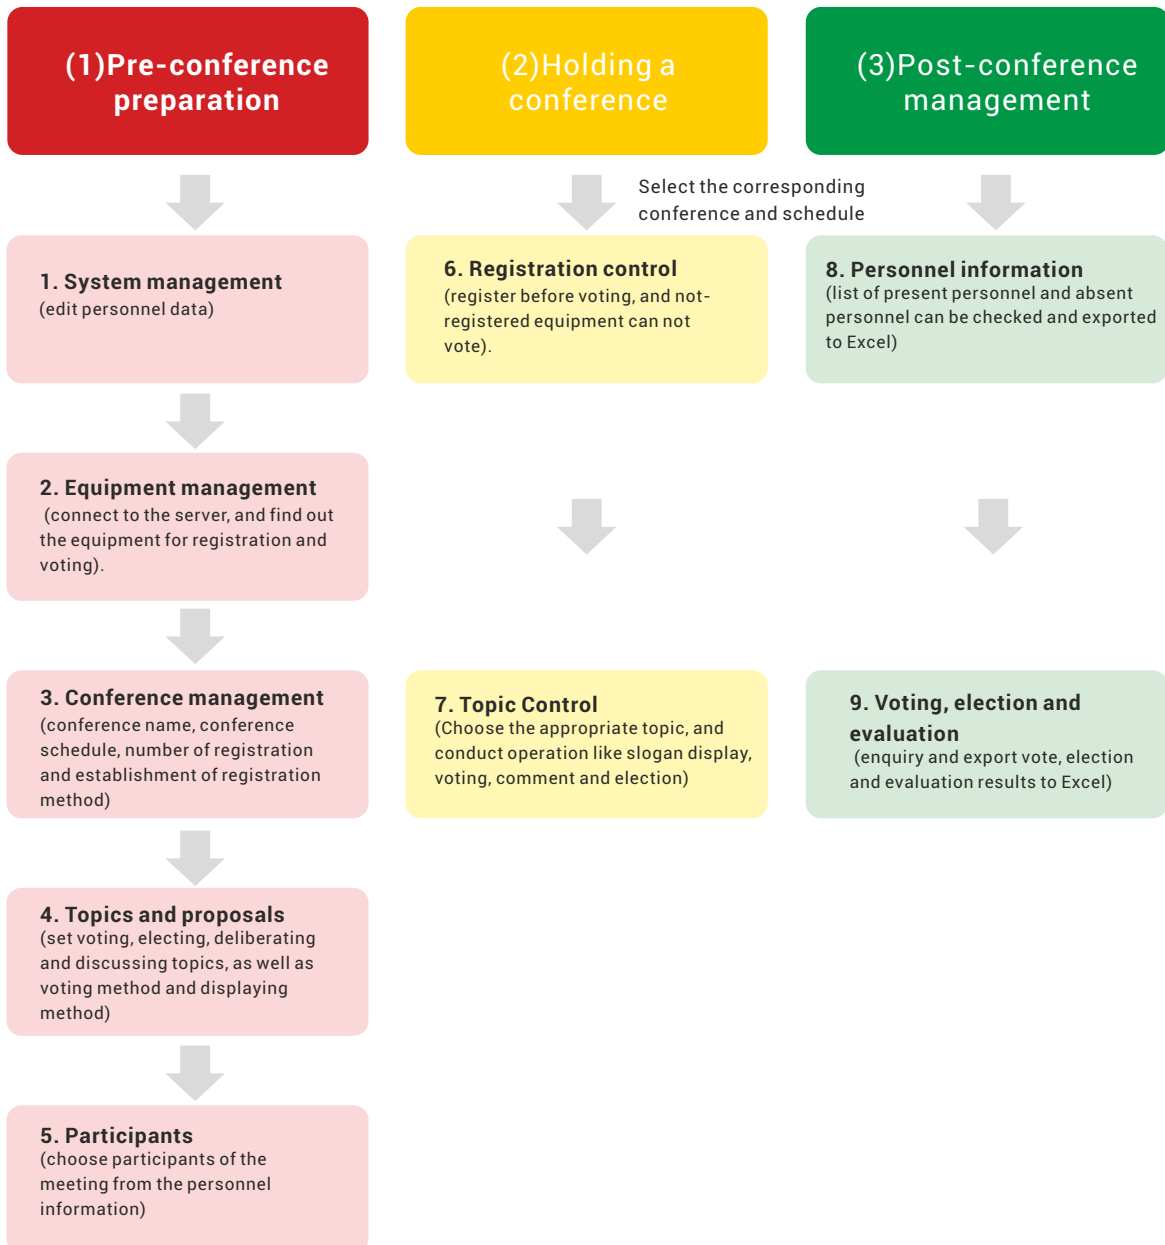 (1)Pre-conference
preparation
1. System management
(edit personnel data)
2. Equipment management
(connect to the server, and find out
the equipment for registration and
voting).
3. Conference management
(conference name, conference
schedule, number of registration
and establishment of registration
method)
4. Topics and proposals
(set voting, electing, deliberating
and discussing topics, as well as
voting method and displaying
method)
5. Participants
(choose participants of the
meeting from the personnel
information)
(2)Holding a
conference
Select the corresponding
conference and schedule
6. Registration control
(register before voting, and not-
registered equipment can not
vote).
7. Topic Control
(Choose the appropriate topic, and
conduct operation like slogan display,
voting, comment and election)
(3)Post-conference
management
8. Personnel information
(list of present personnel and absent
personnel can be checked and exported
to Excel)
9. Voting, election and
evaluation
(enquiry and export vote, election
and evaluation results to Excel)